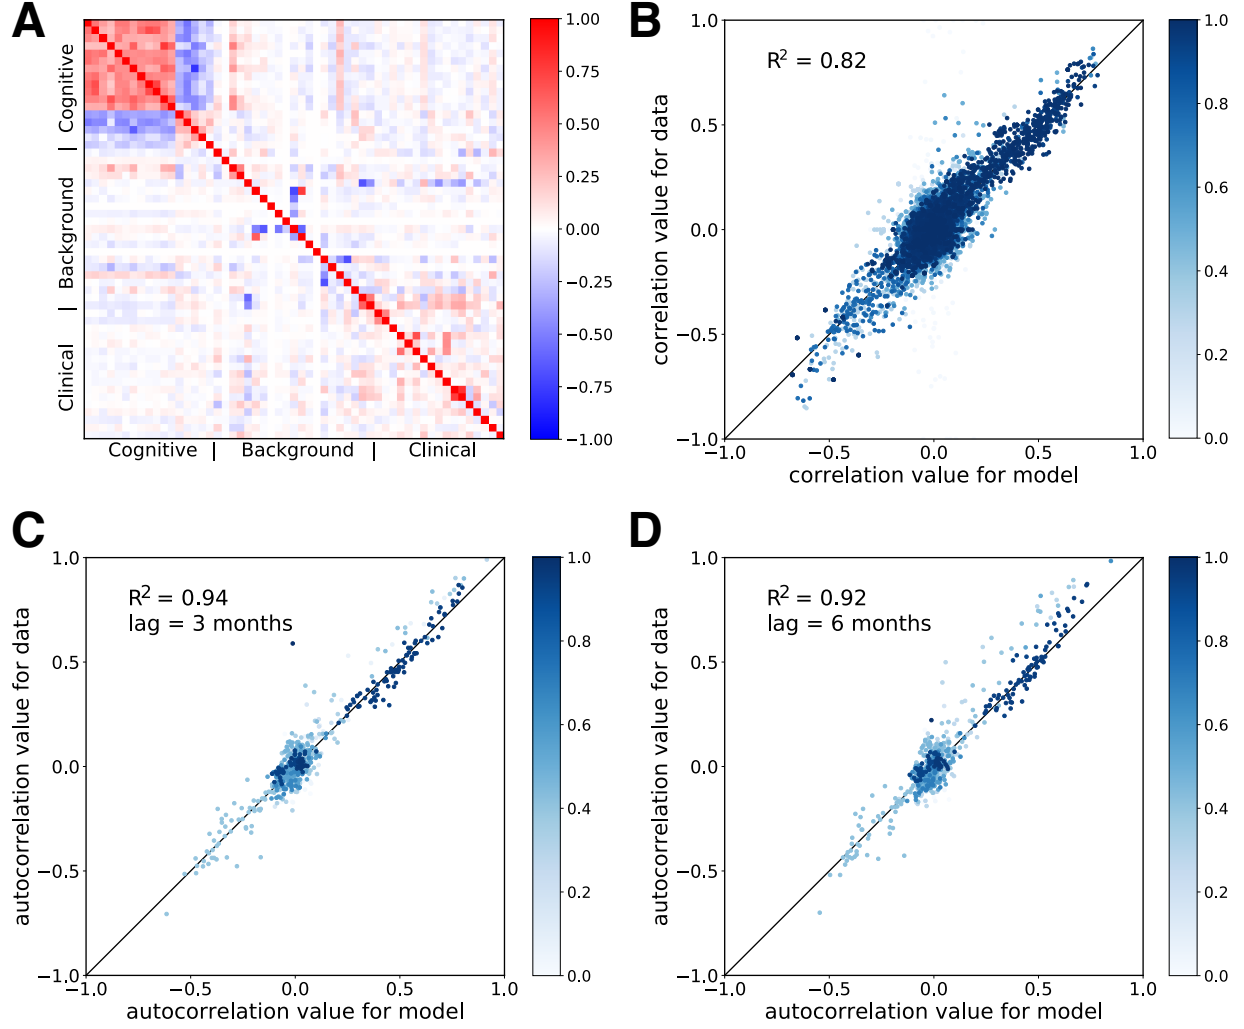 A
Cognitive
|
Background
|
Clinical
Cognitive | Background | Clinical
1.00
0.75
0.50
0.25
0.00
−0.25
−0.50
−0.75
−1.00
B
R² = 0.82
correlation value for data
1.0
0.5
0.0
−0.5
−1.0
−1.0 −0.5 0.0 0.5 1.0
correlation value for model
1.0
0.8
0.6
0.4
0.2
0.0
C
R² = 0.94
lag = 3 months
autocorrelation value for data
1.0
0.5
0.0
−0.5
−1.0
−1.0 −0.5 0.0 0.5 1.0
autocorrelation value for model
1.0
0.8
0.6
0.4
0.2
0.0
D
R² = 0.92
lag = 6 months
autocorrelation value for data
1.0
0.5
0.0
−0.5
−1.0
−1.0 −0.5 0.0 0.5 1.0
autocorrelation value for model
1.0
0.8
0.6
0.4
0.2
0.0